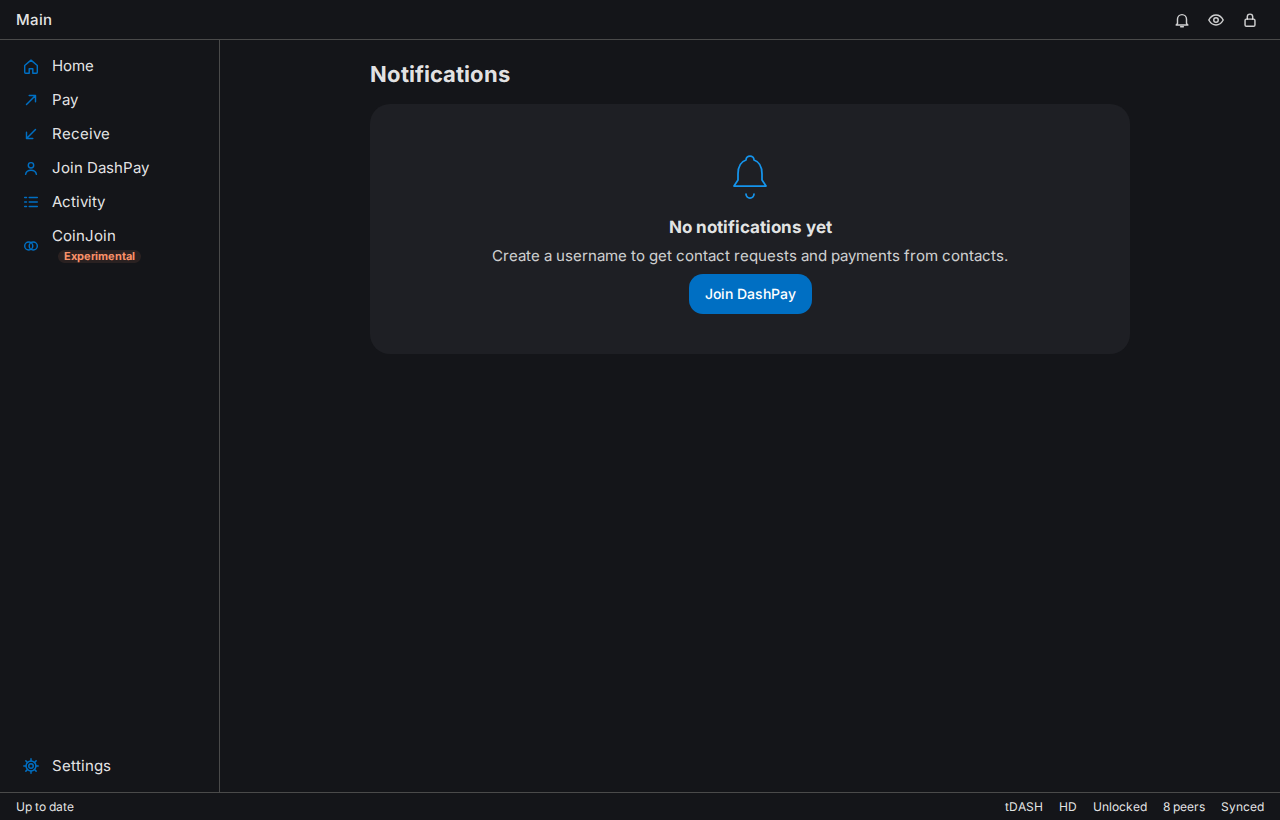 Main
Home
Pay
Receive
Join DashPay
Activity
CoinJoin
Experimental
Settings
Notifications
No notifications yet
Create a username to get contact requests and payments from contacts.
Join DashPay
Up to date
tDASH HD Unlocked 8 peers Synced